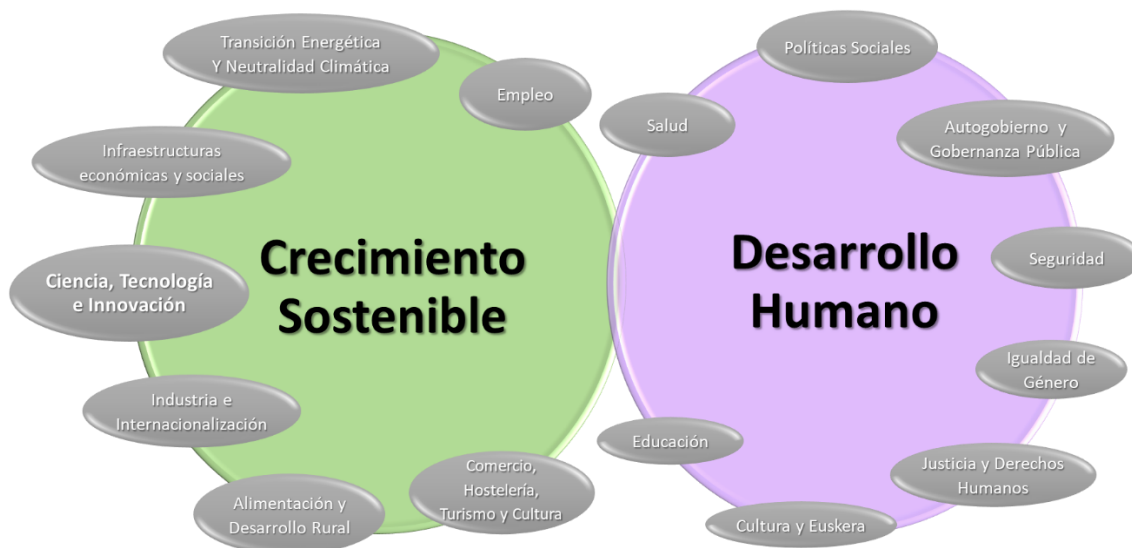 Transición Energética
Y Neutralidad Climática
Empleo
Infraestructuras
económicas y sociales
Ciencia, Tecnología
e Innovación
Crecimiento
Sostenible
Industria e
Internacionalización
Alimentación y
Desarrollo Rural
Comercio,
Hostelería,
Turismo y Cultura
Políticas Sociales
Salud
Autogobierno y
Gobernanza Pública
Desarrollo
Humano
Seguridad
Igualdad de
Género
Educación
Justicia y Derechos
Humanos
Cultura y Euskera